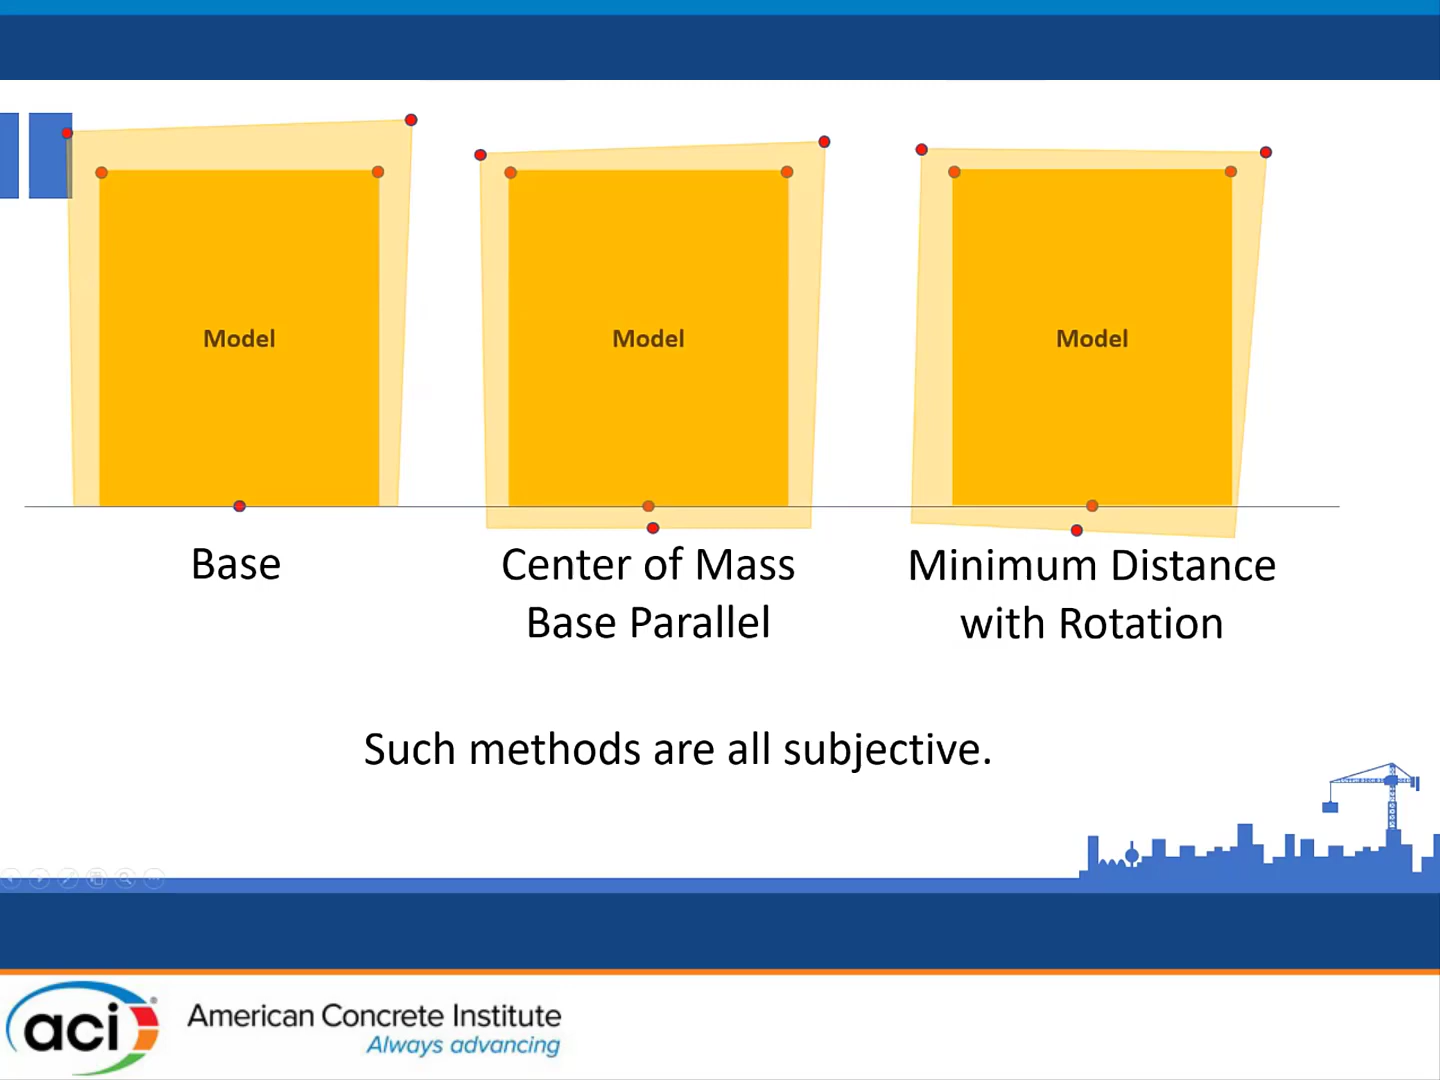 Model
Model
Model
Base
Center of Mass
Base Parallel
Minimum Distance
with Rotation
Such methods are all subjective.
aci
American Concrete Institute
Always advancing